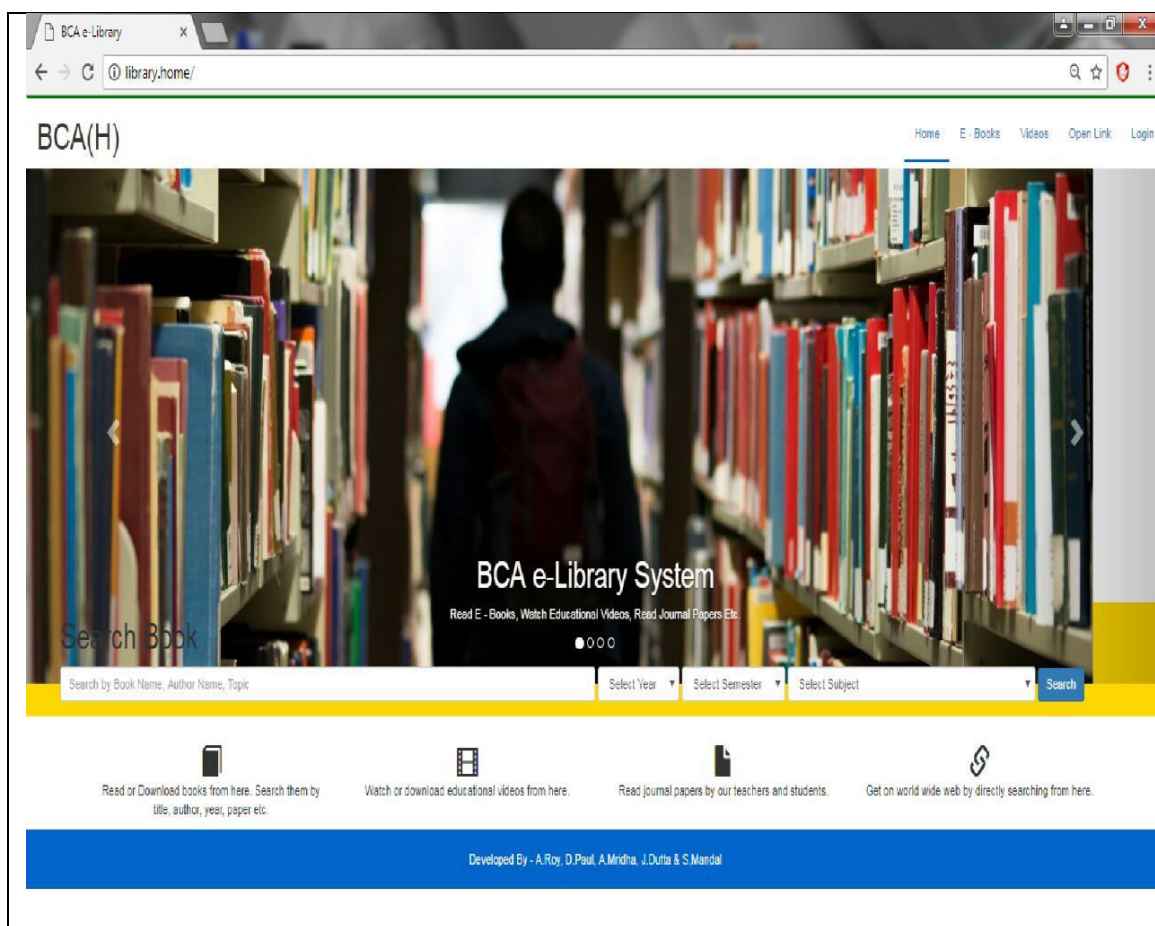 BCA e-Library
library.home/
BCA(H)
Home E - Books Videos Open Link Login
BCA e-Library System
Read E - Books, Watch Educational Videos, Read Journal Papers Etc.
Search Book
Search by Book Name, Author Name, Topic Select Year Select Semester Select Subject Search
Read or Download books from here. Search them by
title, author, year, paper etc.
Watch or download educational videos from here.
Read journal papers by our teachers and students.
Get on world wide web by directly searching from here.
Developed By - A.Roy, D.Paul, A.Mridha, J.Dutta & S.Mandal